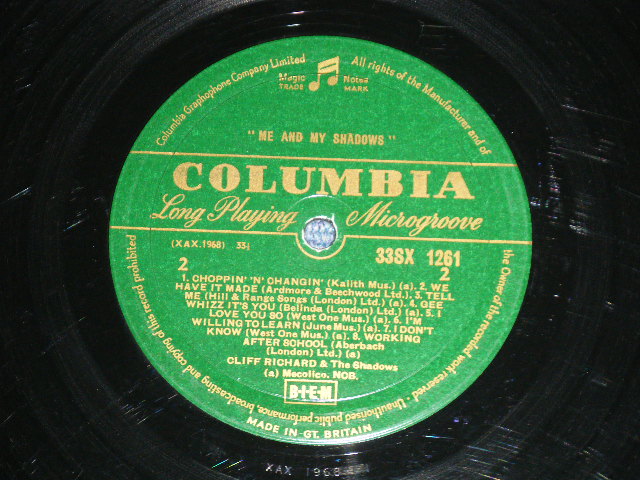 Columbia Graphophone Company Limited
Magic Notes
TRADE MARK
All rights of the Manufacturer and of
the Owner of the recorded work reserved · Unauthorised public performance, broadcasting and copying of this record prohibited
"ME AND MY SHADOWS"
COLUMBIA
Long Playing Microgroove
(XAX.1968) 33⅓
33SX 1261
2
2
1. CHOPPIN' 'N' CHANGIN' (Kalith Mus.) (a). 2. WE
HAVE IT MADE (Ardmore & Beechwood Ltd.). 3. TELL
ME (Hill & Range Songs (London) Ltd.) (a). 4. GEE
WHIZZ IT'S YOU (Belinda (London) Ltd.) (a). 5. I
LOVE YOU SO (West One Mus.) (a). 6. I'M
WILLING TO LEARN (June Mus.) (a). 7. I DON'T
KNOW (West One Mus.) (a). 8. WORKING
AFTER SCHOOL (Aberbach
(London) Ltd.) (a)
CLIFF RICHARD & The Shadows
(a) Mecolico. NCB.
B·I·E·M
MADE IN GT. BRITAIN